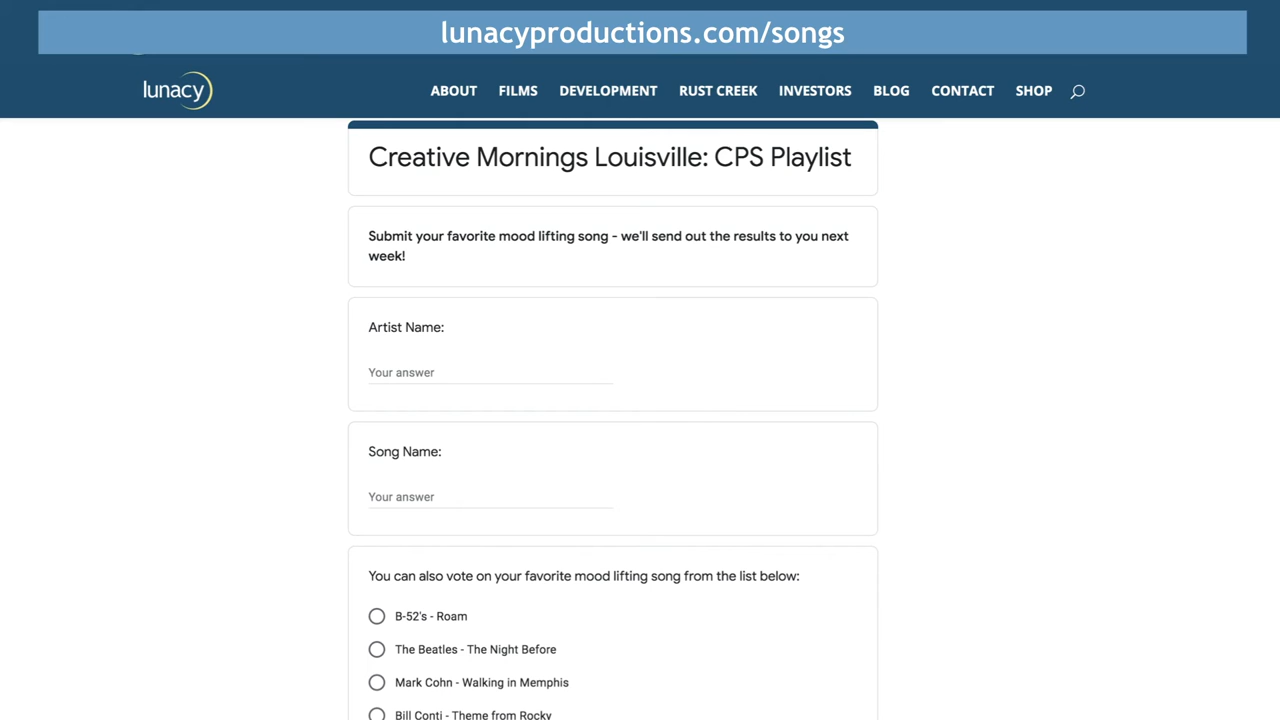 lunacyproductions.com/songs
lunacy
ABOUT FILMS DEVELOPMENT RUST CREEK INVESTORS BLOG CONTACT SHOP
Creative Mornings Louisville: CPS Playlist
Submit your favorite mood lifting song - we'll send out the results to you next
week!
Artist Name:
Your answer
Song Name:
Your answer
You can also vote on your favorite mood lifting song from the list below:
B-52's - Roam
The Beatles - The Night Before
Mark Cohn - Walking in Memphis
Bill Conti - Theme from Rocky